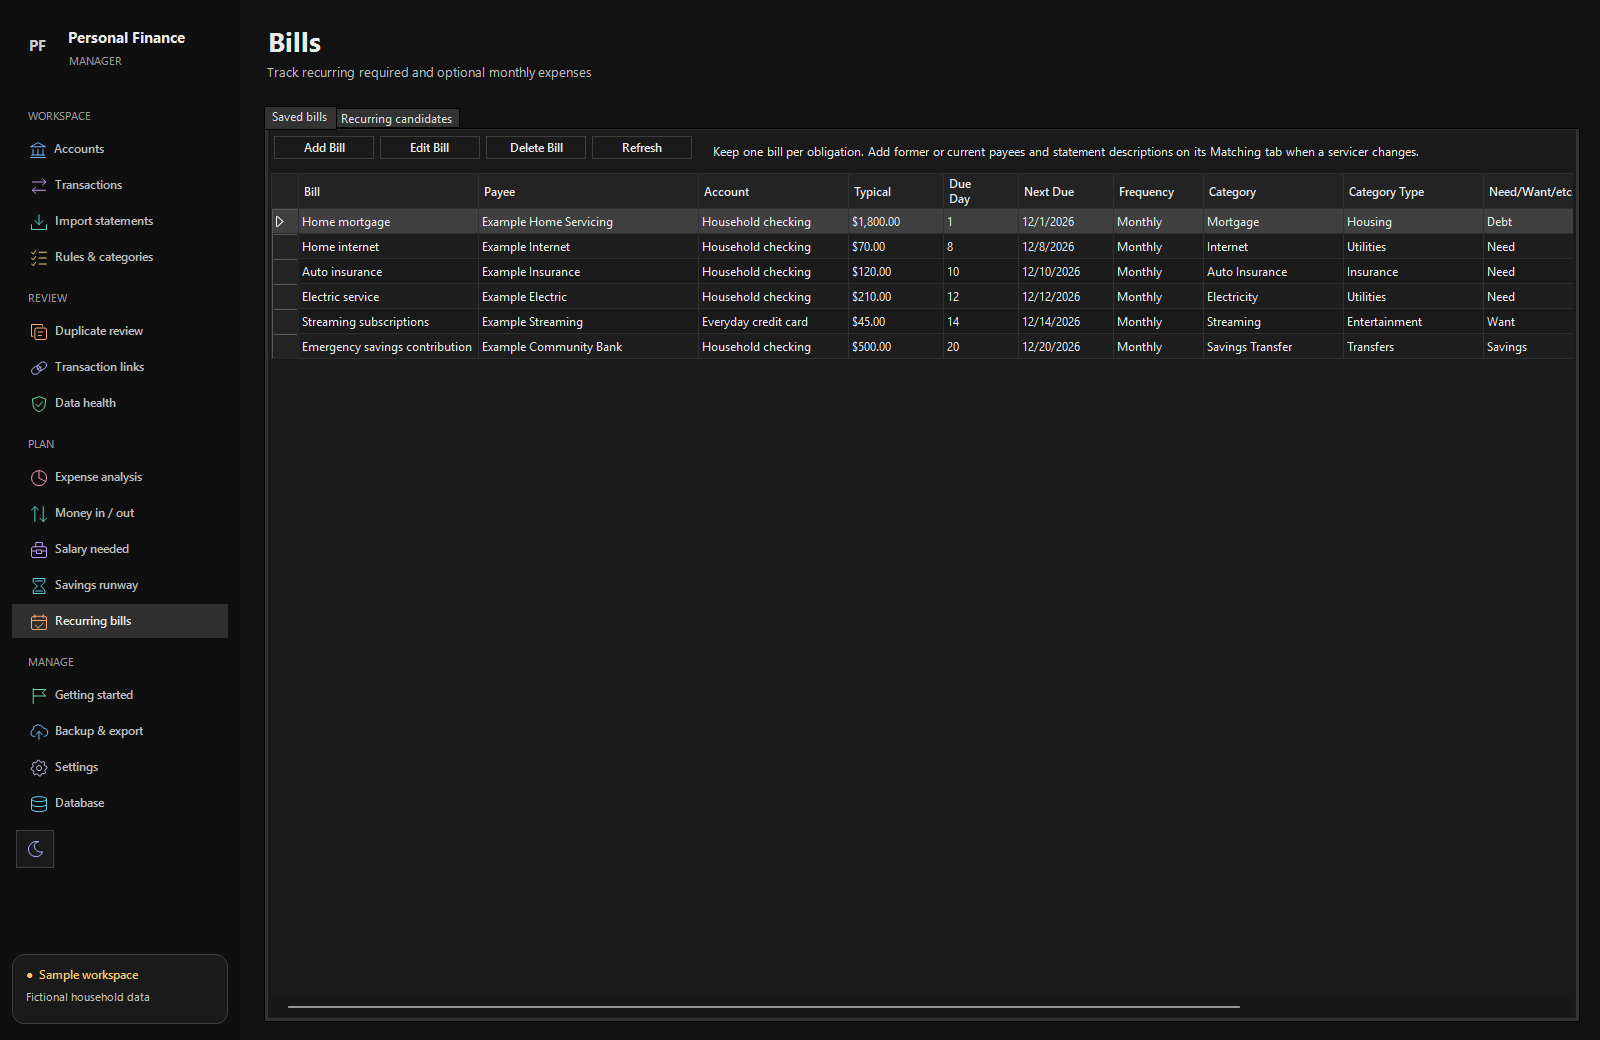 PF
Personal Finance
MANAGER
WORKSPACE
Accounts
Transactions
Import statements
Rules & categories
REVIEW
Duplicate review
Transaction links
Data health
PLAN
Expense analysis
Money in / out
Salary needed
Savings runway
Recurring bills
MANAGE
Getting started
Backup & export
Settings
Database
Sample workspace
Fictional household data
Bills
Track recurring required and optional monthly expenses
Saved bills Recurring candidates
Add Bill Edit Bill Delete Bill Refresh Keep one bill per obligation. Add former or current payees and statement descriptions on its Matching tab when a servicer changes.
Bill Payee Account Typical Due Day Next Due Frequency Category Category Type Need/Want/etc
Home mortgage Example Home Servicing Household checking $1,800.00 1 12/1/2026 Monthly Mortgage Housing Debt
Home internet Example Internet Household checking $70.00 8 12/8/2026 Monthly Internet Utilities Need
Auto insurance Example Insurance Household checking $120.00 10 12/10/2026 Monthly Auto Insurance Insurance Need
Electric service Example Electric Household checking $210.00 12 12/12/2026 Monthly Electricity Utilities Need
Streaming subscriptions Example Streaming Everyday credit card $45.00 14 12/14/2026 Monthly Streaming Entertainment Want
Emergency savings contribution Example Community Bank Household checking $500.00 20 12/20/2026 Monthly Savings Transfer Transfers Savings